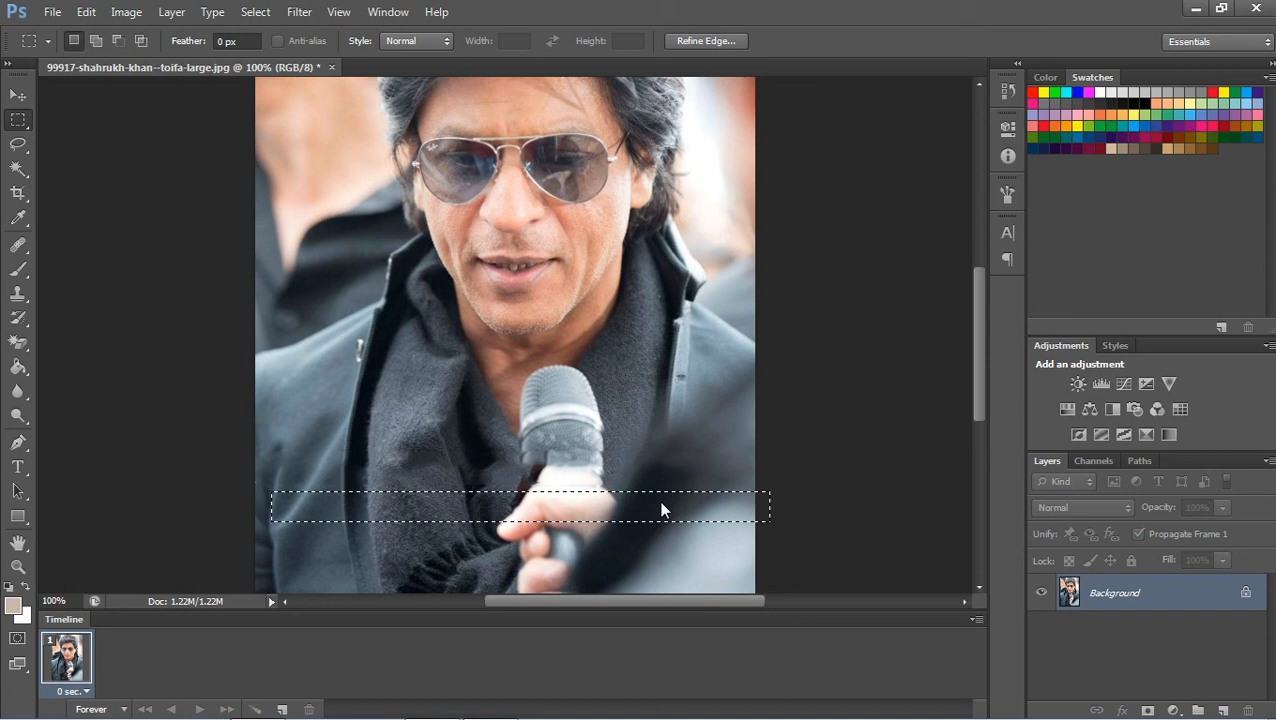 Ps File Edit Image Layer Type Select Filter View Window Help
Feather: 0 px Anti-alias Style: Normal Width: Height: Refine Edge... Essentials
99917-shahrukh-khan--toifa-large.jpg @ 100% (RGB/8) * ×
Color Swatches
Adjustments Styles
Add an adjustment
Layers Channels Paths
Kind
Normal Opacity: 100%
Unify: Propagate Frame 1
Lock: Fill: 100%
Background
100% Doc: 1.22M/1.22M
Timeline
1
0 sec.
Forever